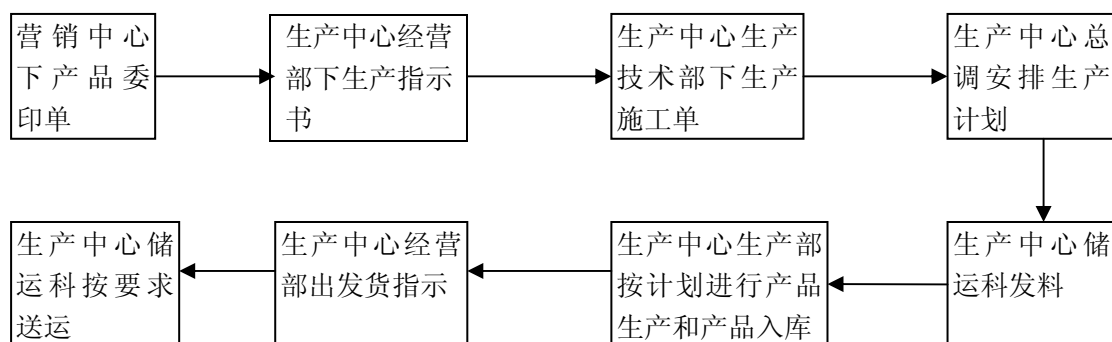 营销中心
下产品委
印单
生产中心经营
部下生产指示
书
生产中心生产
技术部下生产
施工单
生产中心总
调安排生产
计划
生产中心储
运科发料
生产中心生产部
按计划进行产品
生产和产品入库
生产中心经营
部出发货指示
生产中心储
运科按要求
送运